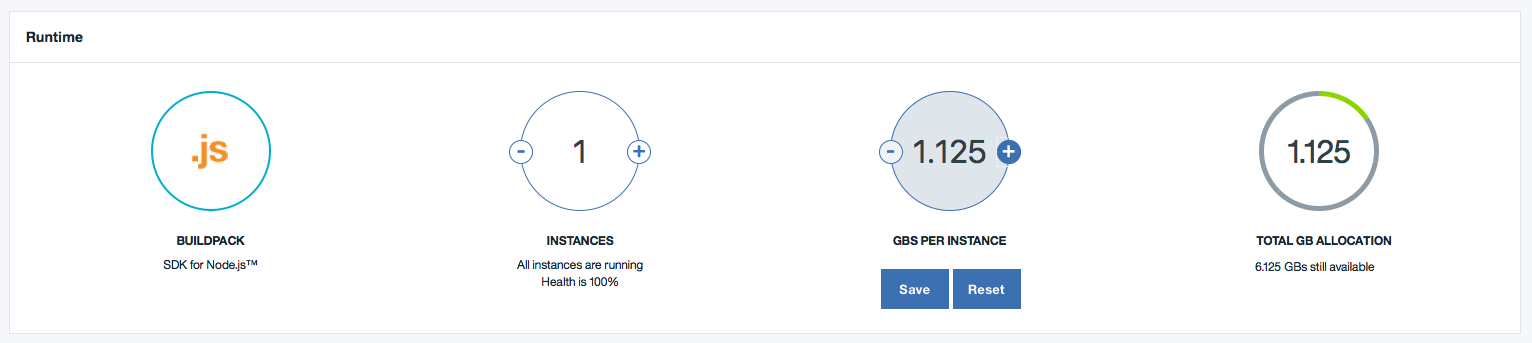 Runtime
.js
BUILDPACK
SDK for Node.js™
-
1
+
INSTANCES
All instances are running
Health is 100%
-
1.125
+
GBS PER INSTANCE
Save
Reset
1.125
TOTAL GB ALLOCATION
6.125 GBs still available